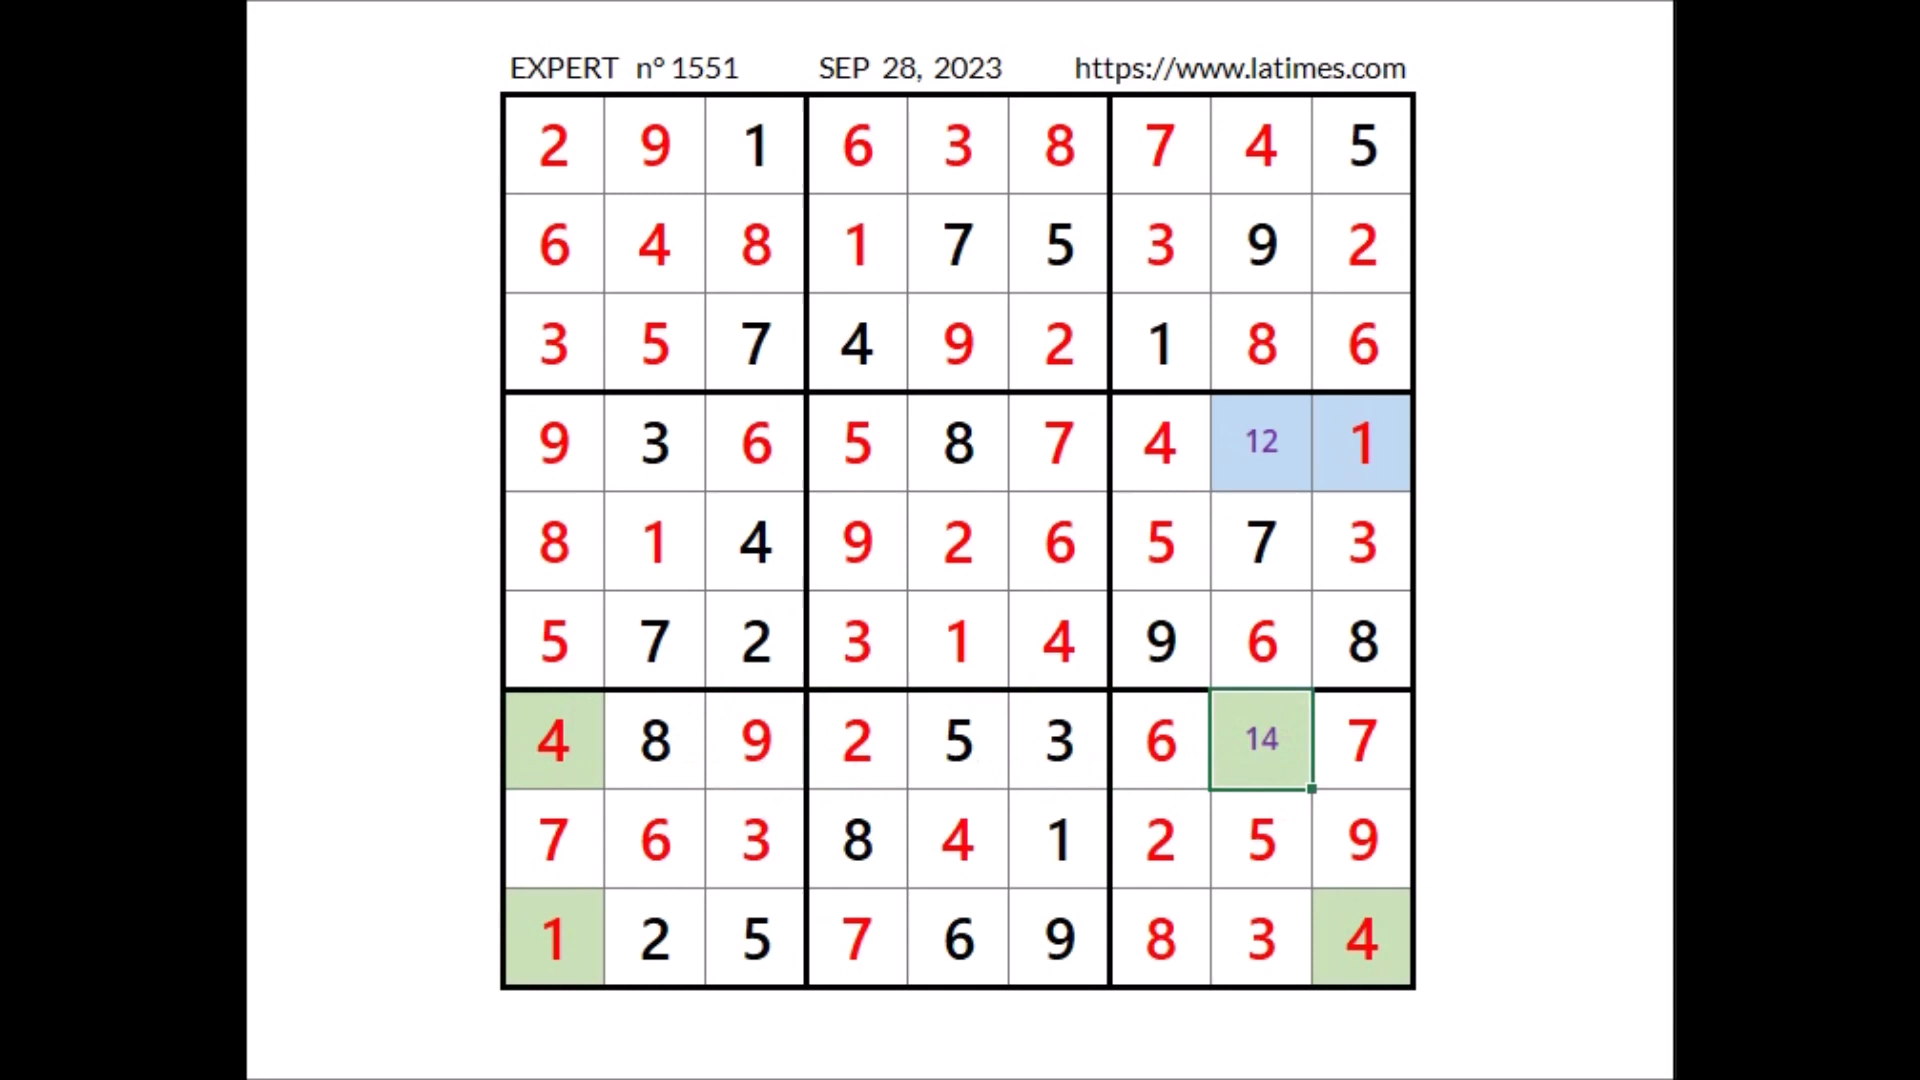 EXPERT n° 1551 SEP 28, 2023 https://www.latimes.com
2 9 1 6 3 8 7 4 5
6 4 8 1 7 5 3 9 2
3 5 7 4 9 2 1 8 6
9 3 6 5 8 7 4 12 1
8 1 4 9 2 6 5 7 3
5 7 2 3 1 4 9 6 8
4 8 9 2 5 3 6 14 7
7 6 3 8 4 1 2 5 9
1 2 5 7 6 9 8 3 4